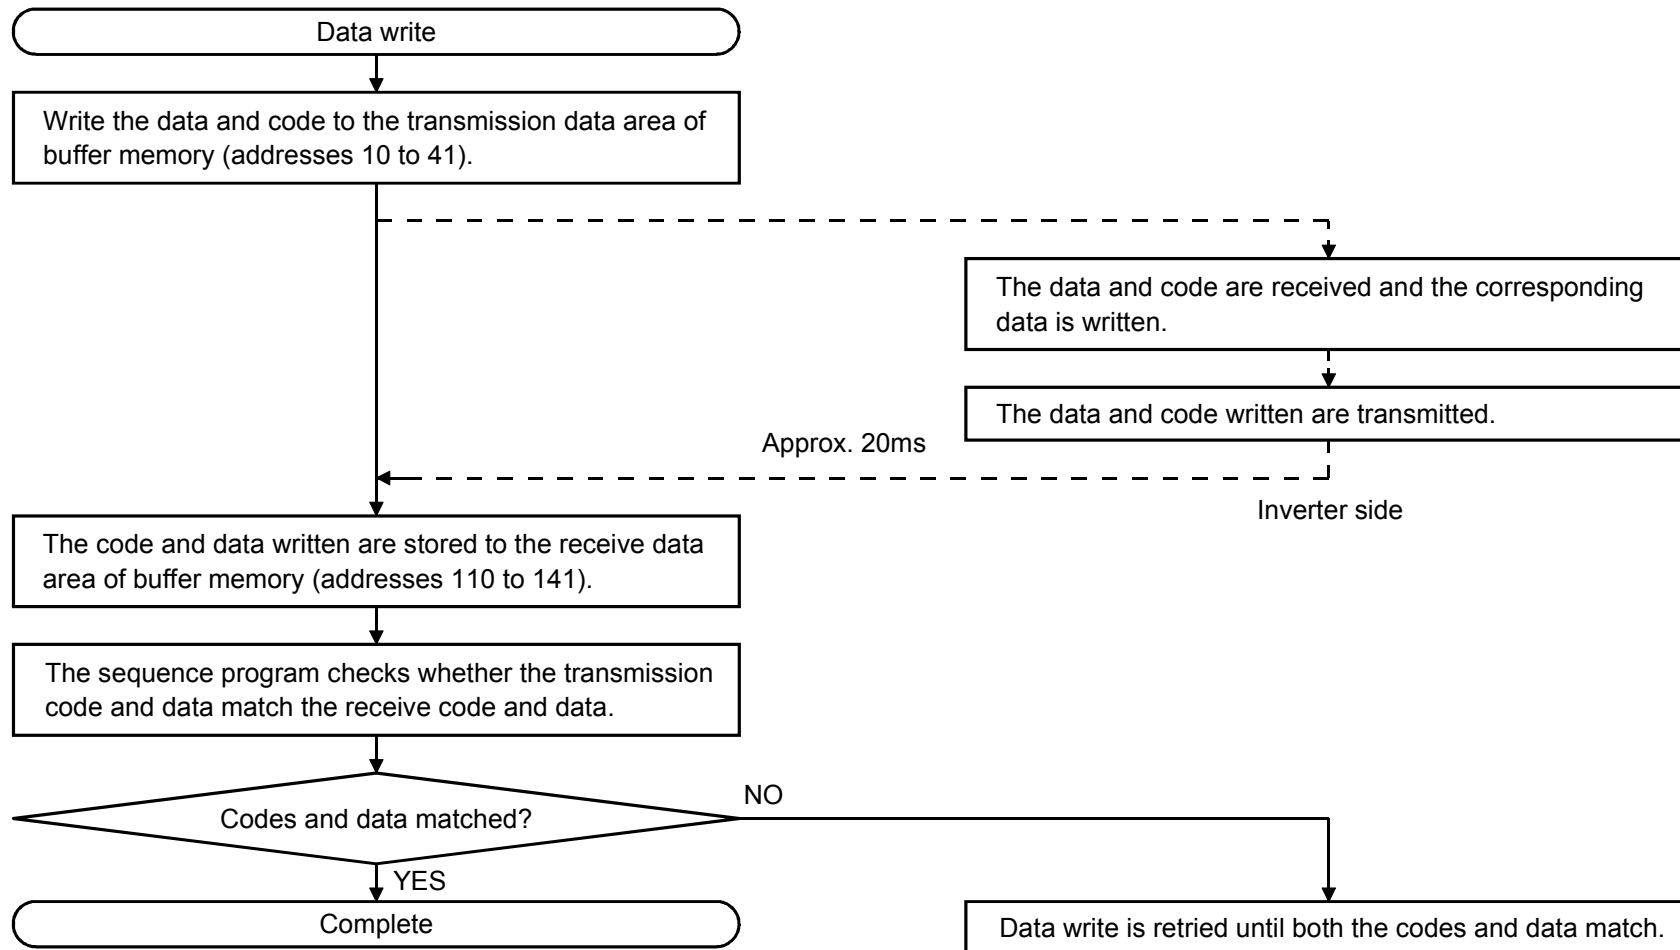 Data write
Write the data and code to the transmission data area of
buffer memory (addresses 10 to 41).
The data and code are received and the corresponding
data is written.
The data and code written are transmitted.
Approx. 20ms
Inverter side
The code and data written are stored to the receive data
area of buffer memory (addresses 110 to 141).
The sequence program checks whether the transmission
code and data match the receive code and data.
Codes and data matched?
NO
YES
Complete
Data write is retried until both the codes and data match.